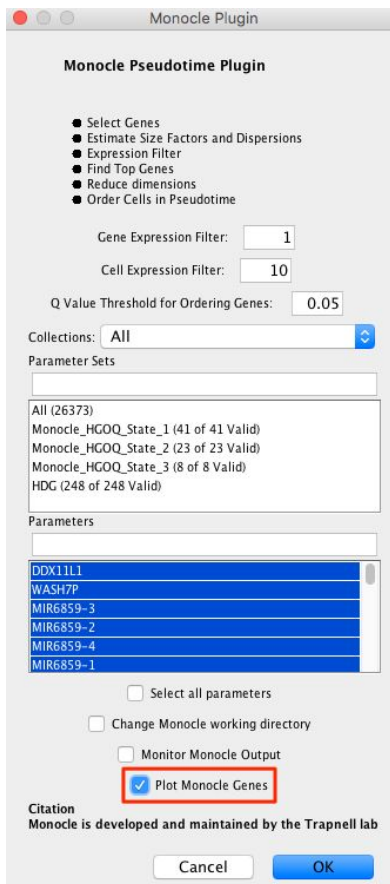 Monocle Plugin
Monocle Pseudotime Plugin
Select Genes
Estimate Size Factors and Dispersions
Expression Filter
Find Top Genes
Reduce dimensions
Order Cells in Pseudotime
Gene Expression Filter: 1
Cell Expression Filter: 10
Q Value Threshold for Ordering Genes: 0.05
Collections: All
Parameter Sets
All (26373)
Monocle_HGOQ_State_1 (41 of 41 Valid)
Monocle_HGOQ_State_2 (23 of 23 Valid)
Monocle_HGOQ_State_3 (8 of 8 Valid)
HDG (248 of 248 Valid)
Parameters
DDX11L1
WASH7P
MIR6859-3
MIR6859-2
MIR6859-4
MIR6859-1
Select all parameters
Change Monocle working directory
Monitor Monocle Output
Plot Monocle Genes
Citation
Monocle is developed and maintained by the Trapnell lab
Cancel OK